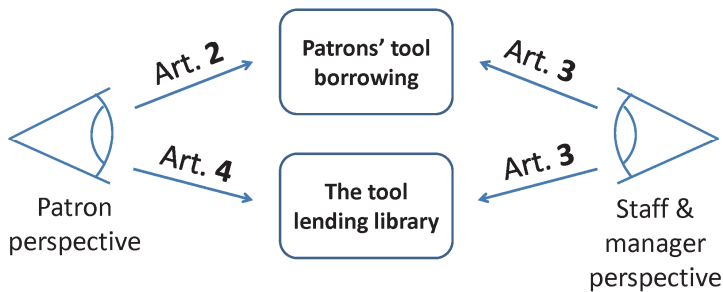 Art. 2
Patrons' tool
borrowing
Art. 3
Art. 4
The tool
lending library
Art. 3
Patron
perspective
Staff &
manager
perspective